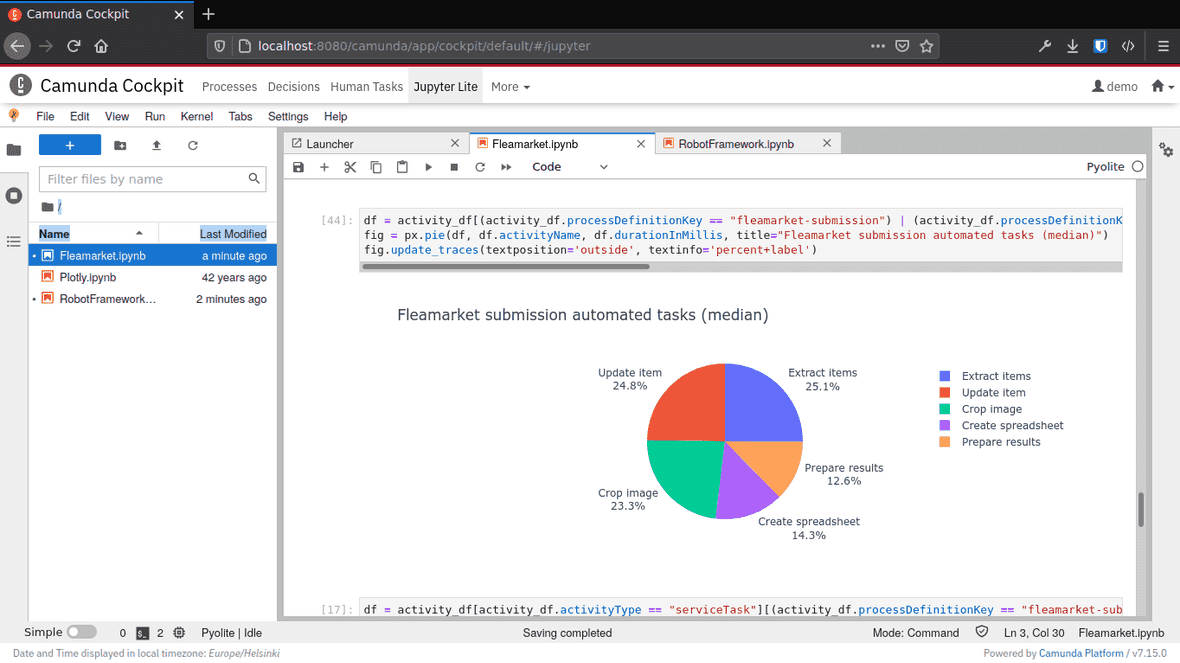 Camunda Cockpit
localhost:8080/camunda/app/cockpit/default/#/jupyter
Camunda Cockpit Processes Decisions Human Tasks Jupyter Lite More demo
File Edit View Run Kernel Tabs Settings Help
Launcher Fleamarket.ipynb RobotFramework.ipynb
Code Pyolite
Filter files by name
/
Name Last Modified
Fleamarket.ipynb a minute ago
Plotly.ipynb 42 years ago
RobotFramework... 2 minutes ago
[44]: df = activity_df[(activity_df.processDefinitionKey == "fleamarket-submission") | (activity_df.processDefinitionK
fig = px.pie(df, df.activityName, df.durationInMillis, title="Fleamarket submission automated tasks (median)")
fig.update_traces(textposition='outside', textinfo='percent+label')
Fleamarket submission automated tasks (median)
Update item
24.8%
Extract items
25.1%
Crop image
23.3%
Prepare results
12.6%
Create spreadsheet
14.3%
Extract items
Update item
Crop image
Create spreadsheet
Prepare results
[17]: df = activity_df[activity_df.activityType == "serviceTask"][(activity_df.processDefinitionKey == "fleamarket-sub
Simple 0 2 Pyolite | Idle Saving completed Mode: Command Ln 3, Col 30 Fleamarket.ipynb
Date and Time displayed in local timezone: Europe/Helsinki Powered by Camunda Platform / v7.15.0